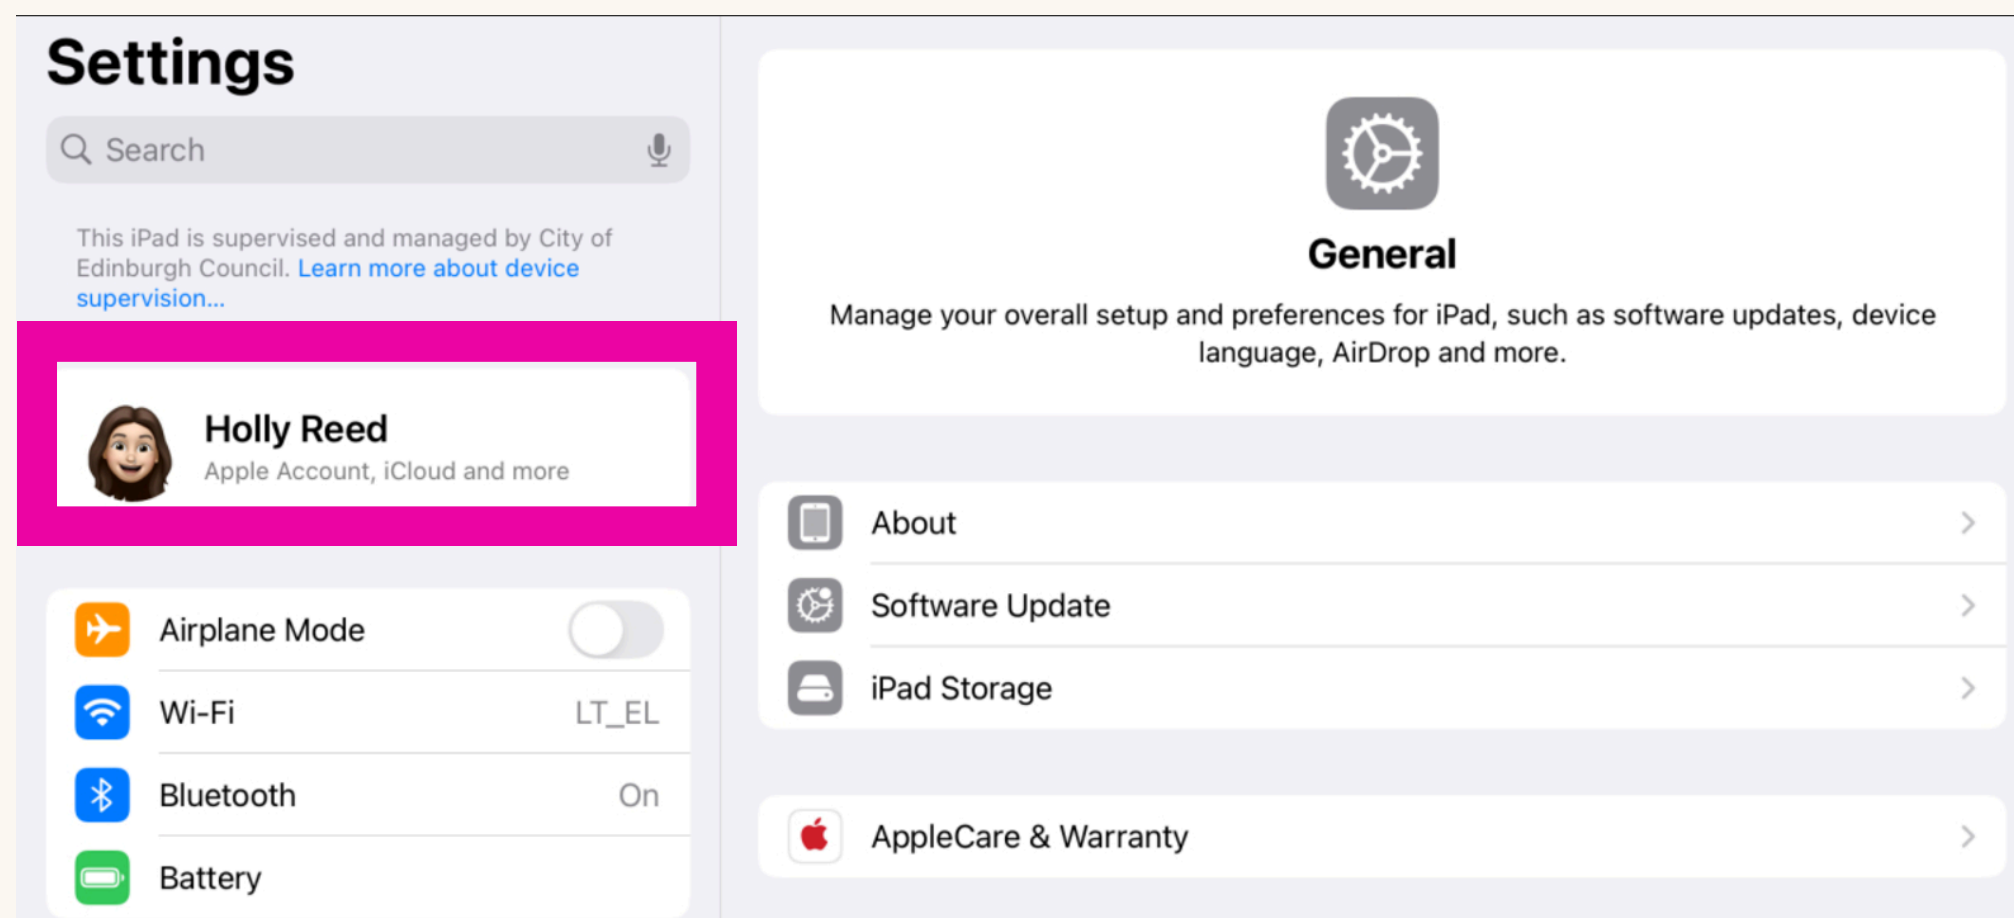 Settings
Search
This iPad is supervised and managed by City of
Edinburgh Council. Learn more about device
supervision...
Holly Reed
Apple Account, iCloud and more
Airplane Mode
Wi-Fi LT_EL
Bluetooth On
Battery
General
Manage your overall setup and preferences for iPad, such as software updates, device
language, AirDrop and more.
About
Software Update
iPad Storage
AppleCare & Warranty